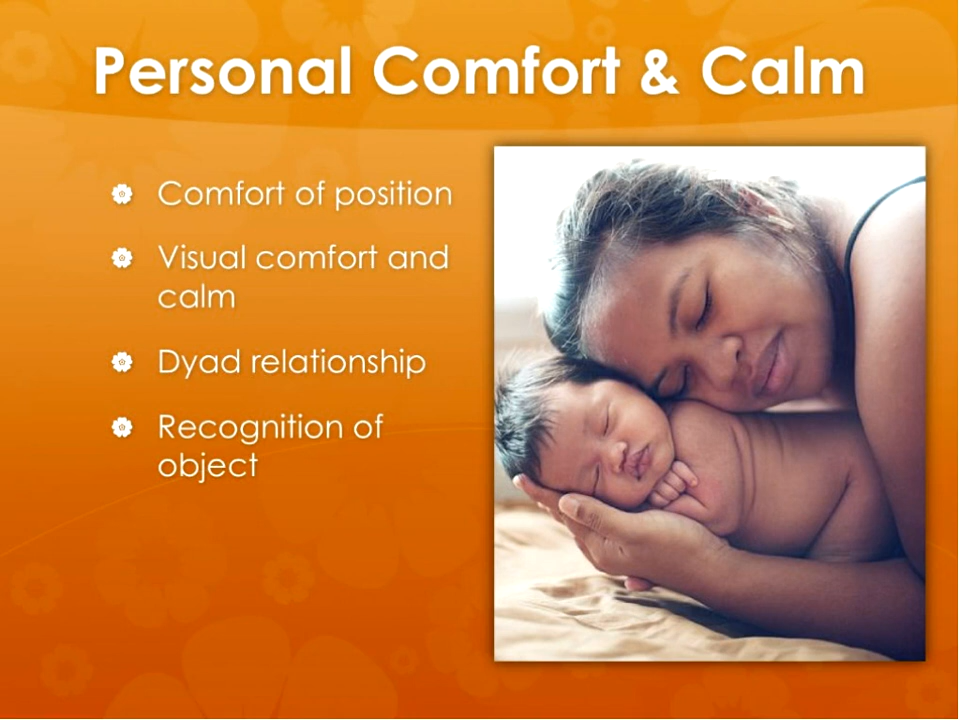 Personal Comfort & Calm
Comfort of position
Visual comfort and
calm
Dyad relationship
Recognition of
object